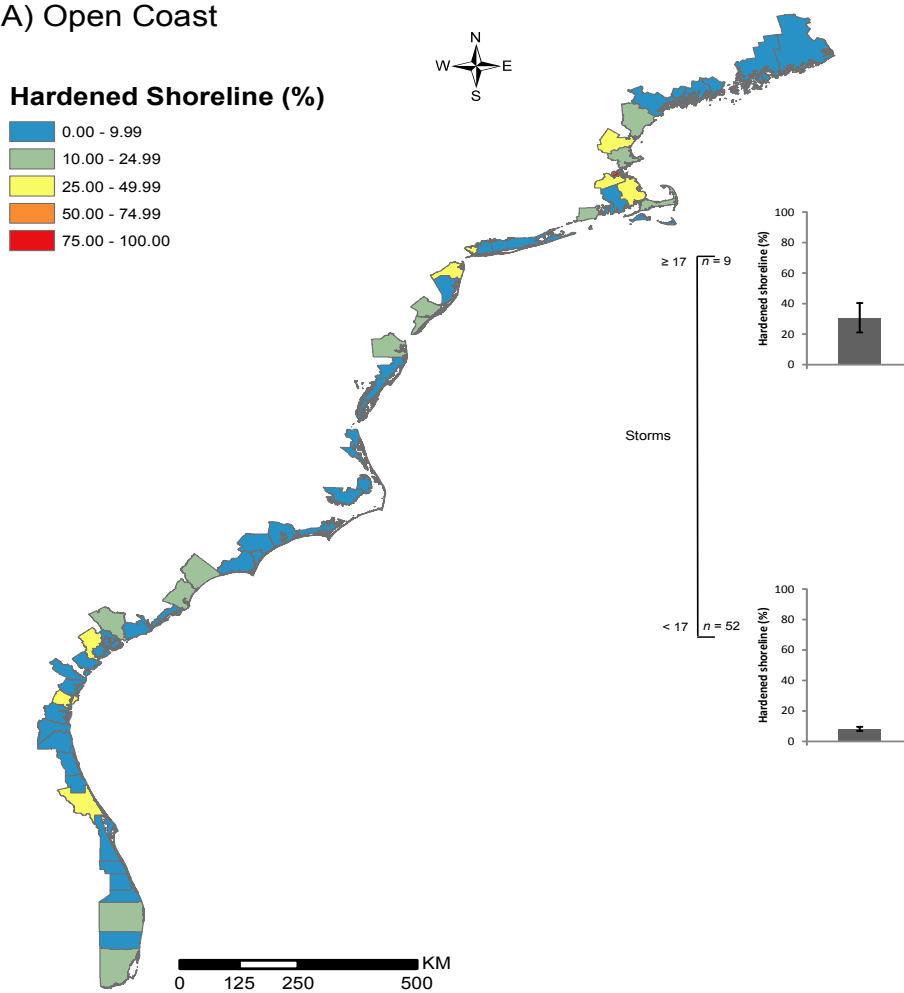 A) Open Coast
N
W E
S
Hardened Shoreline (%)
0.00 - 9.99
10.00 - 24.99
25.00 - 49.99
50.00 - 74.99
75.00 - 100.00
≥ 17
n = 9
Hardened shoreline (%)
100
80
60
40
20
0
Storms
< 17
n = 52
Hardened shoreline (%)
100
80
60
40
20
0
KM
0 125 250 500